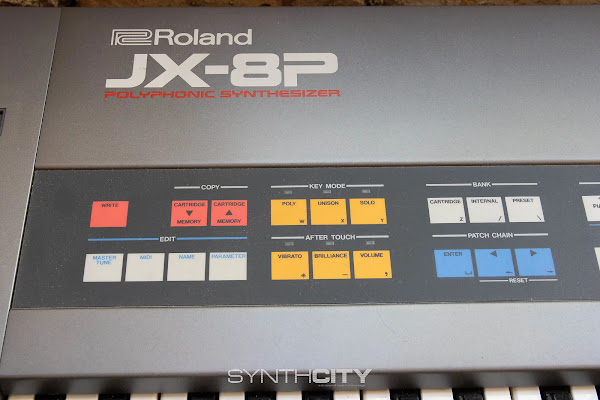 Roland
JX-8P
POLYPHONIC SYNTHESIZER
COPY
KEY MODE
BANK
WRITE
CARTRIDGE ▼ MEMORY
CARTRIDGE ▲ MEMORY
POLY W
UNISON X
SOLO Y
CARTRIDGE Z
INTERNAL /
PRESET \
EDIT
AFTER TOUCH
PATCH CHAIN
MASTER TUNE
MIDI
NAME
PARAMETER
VIBRATO +
BRILLIANCE –
VOLUME ,
ENTER
◄
►
RESET
SYNTHCITY